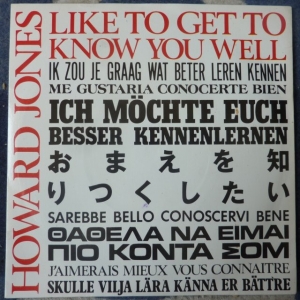 HOWARD JONES
LIKE TO GET TO
KNOW YOU WELL
IK ZOU JE GRAAG WAT BETER LEREN KENNEN
ME GUSTARIA CONOCERTE BIEN
ICH MÖCHTE EUCH
BESSER KENNENLERNEN
おまえを知
りつくしたい
SAREBBE BELLO CONOSCERVI BENE
ΘΑΘΕΛΑ ΝΑ ΕΙΜΑΙ
ΠΙΟ ΚΟΝΤΑ ΣΟΜ
J'AIMERAIS MIEUX VOUS CONNAITRE
SKULLE VILJA LÄRA KÄNNA ER BÄTTRE